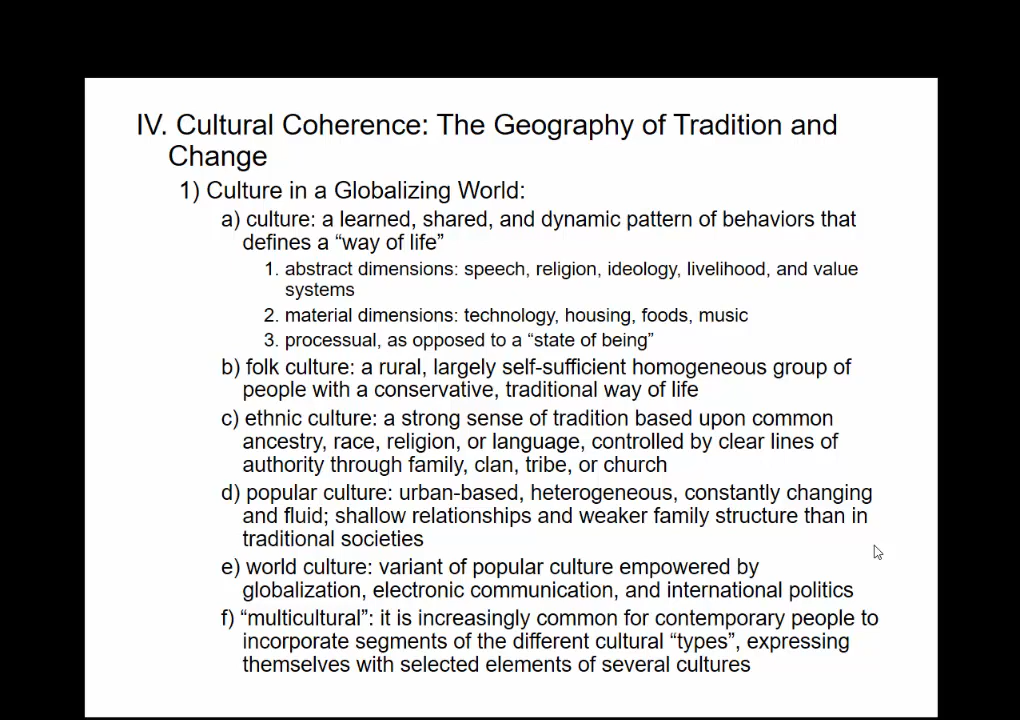 IV. Cultural Coherence: The Geography of Tradition and
Change
1) Culture in a Globalizing World:
a) culture: a learned, shared, and dynamic pattern of behaviors that
defines a “way of life”
1. abstract dimensions: speech, religion, ideology, livelihood, and value
systems
2. material dimensions: technology, housing, foods, music
3. processual, as opposed to a “state of being”
b) folk culture: a rural, largely self-sufficient homogeneous group of
people with a conservative, traditional way of life
c) ethnic culture: a strong sense of tradition based upon common
ancestry, race, religion, or language, controlled by clear lines of
authority through family, clan, tribe, or church
d) popular culture: urban-based, heterogeneous, constantly changing
and fluid; shallow relationships and weaker family structure than in
traditional societies
e) world culture: variant of popular culture empowered by
globalization, electronic communication, and international politics
f) “multicultural”: it is increasingly common for contemporary people to
incorporate segments of the different cultural “types”, expressing
themselves with selected elements of several cultures